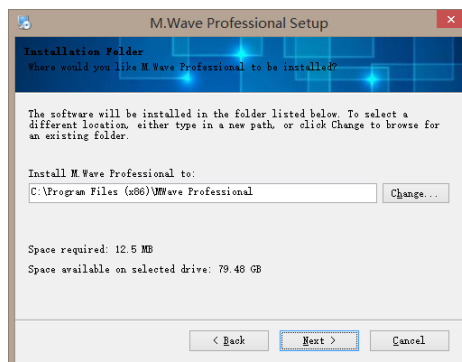 M.Wave Professional Setup
Installation Folder
Where would you like M.Wave Professional to be installed?
The software will be installed in the folder listed below. To select a
different location, either type in a new path, or click Change to browse for
an existing folder.
Install M.Wave Professional to:
C:\Program Files (x86)\MWave Professional
Change...
Space required: 12.5 MB
Space available on selected drive: 79.48 GB
< Back
Next >
Cancel